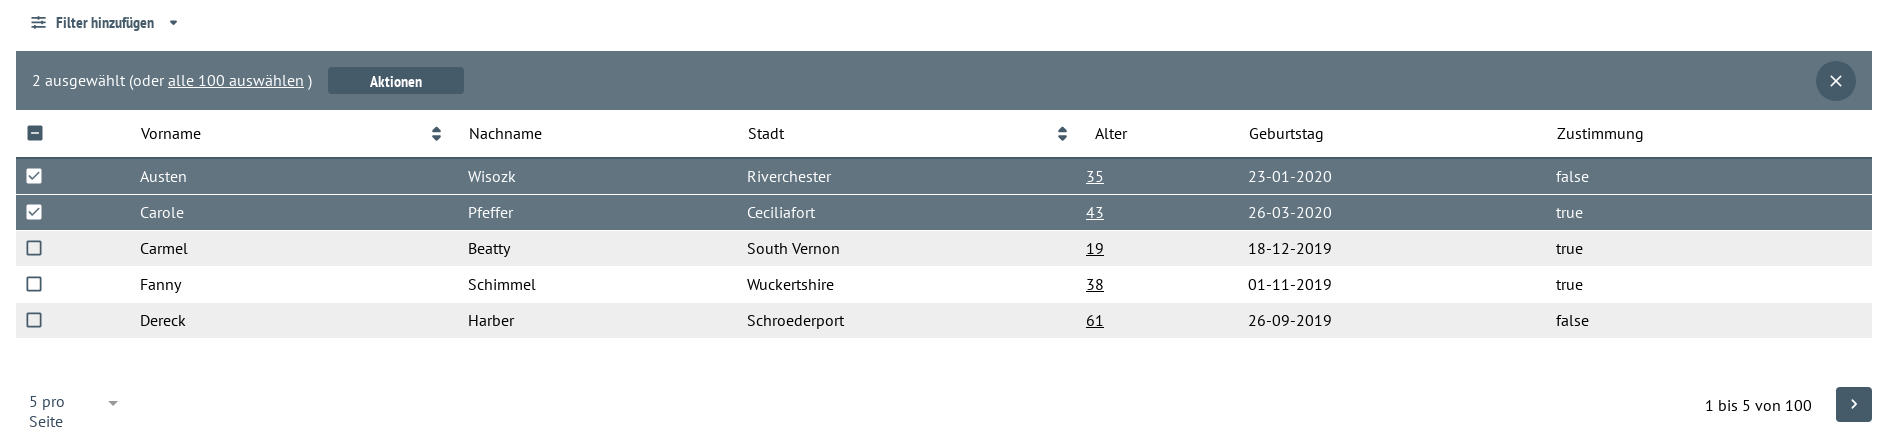 Filter hinzufügen
2 ausgewählt (oder alle 100 auswählen ) Aktionen
Vorname Nachname Stadt Alter Geburtstag Zustimmung
Austen Wisozk Riverchester 35 23-01-2020 false
Carole Pfeffer Ceciliafort 43 26-03-2020 true
Carmel Beatty South Vernon 19 18-12-2019 true
Fanny Schimmel Wuckertshire 38 01-11-2019 true
Dereck Harber Schroederport 61 26-09-2019 false
5 pro
Seite
1 bis 5 von 100